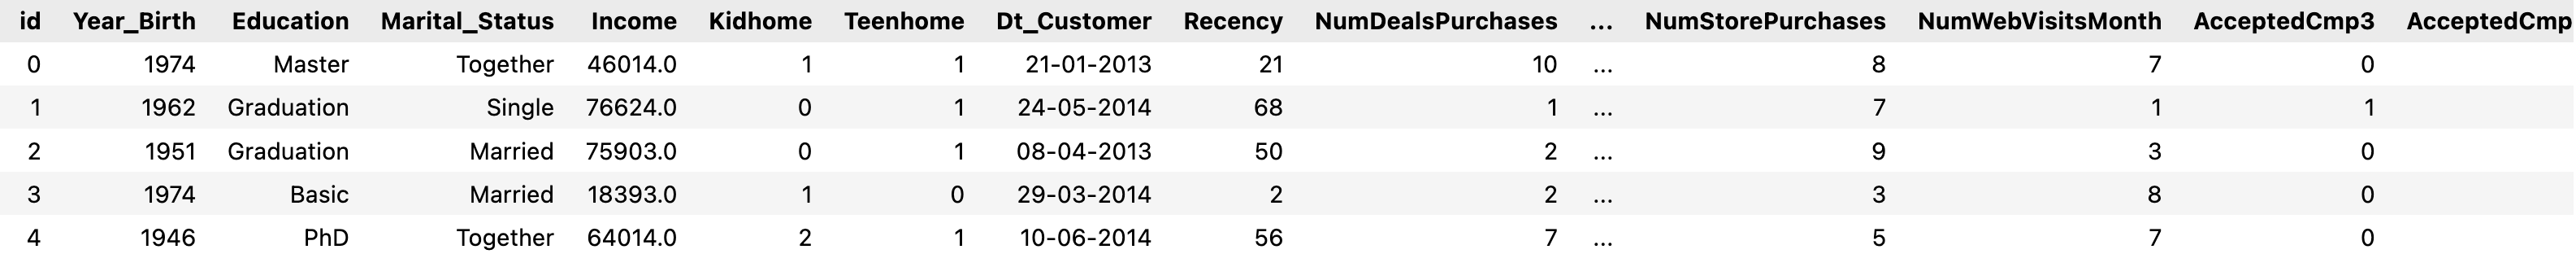 id Year_Birth Education Marital_Status Income Kidhome Teenhome Dt_Customer Recency NumDealsPurchases ... NumStorePurchases NumWebVisitsMonth AcceptedCmp3 AcceptedCmp
0 1974 Master Together 46014.0 1 1 21-01-2013 21 10 ... 8 7 0
1 1962 Graduation Single 76624.0 0 1 24-05-2014 68 1 ... 7 1 1
2 1951 Graduation Married 75903.0 0 1 08-04-2013 50 2 ... 9 3 0
3 1974 Basic Married 18393.0 1 0 29-03-2014 2 2 ... 3 8 0
4 1946 PhD Together 64014.0 2 1 10-06-2014 56 7 ... 5 7 0